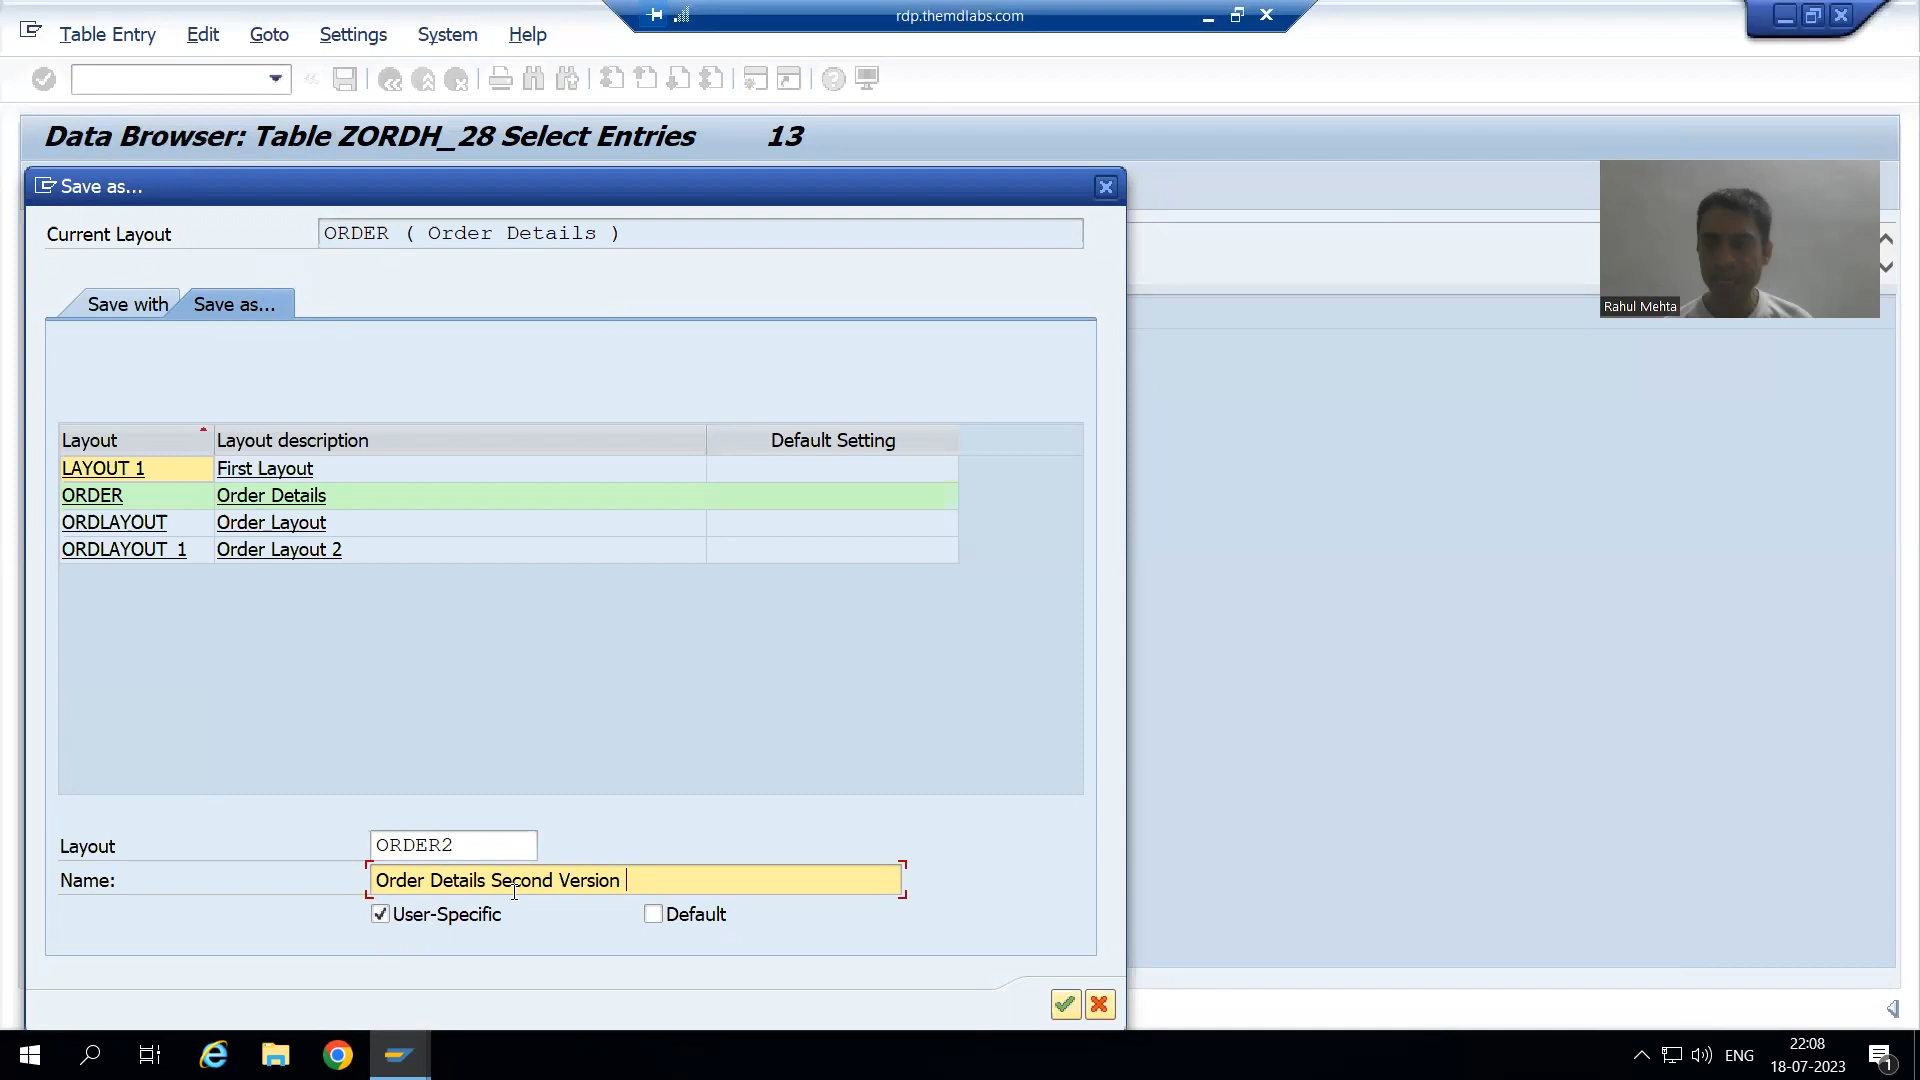 rdp.themdlabs.com
Table Entry Edit Goto Settings System Help
Data Browser: Table ZORDH_28 Select Entries 13
Save as...
Current Layout ORDER ( Order Details )
Save with Save as...
Layout Layout description Default Setting
LAYOUT 1 First Layout
ORDER Order Details
ORDLAYOUT Order Layout
ORDLAYOUT_1 Order Layout 2
Layout ORDER2
Name: Order Details Second Version
User-Specific Default
Rahul Mehta
ENG
22:08
18-07-2023
1